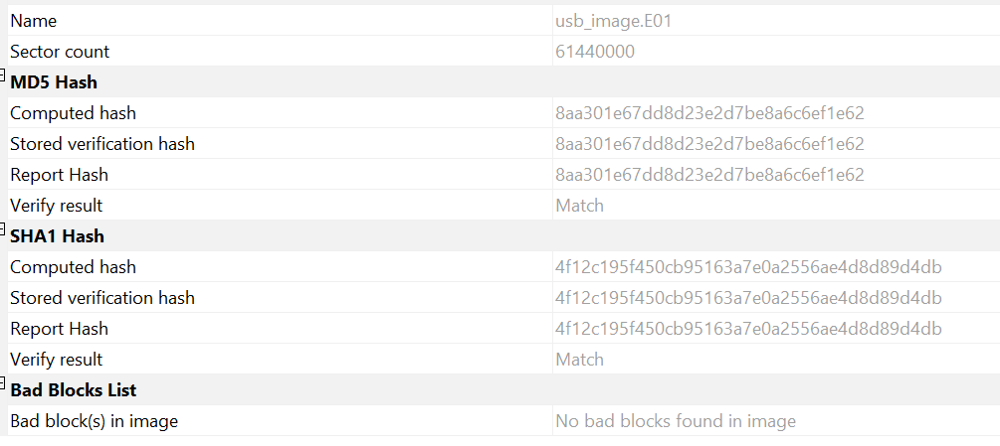 Name usb_image.E01
Sector count 61440000
MD5 Hash
Computed hash 8aa301e67dd8d23e2d7be8a6c6ef1e62
Stored verification hash 8aa301e67dd8d23e2d7be8a6c6ef1e62
Report Hash 8aa301e67dd8d23e2d7be8a6c6ef1e62
Verify result Match
SHA1 Hash
Computed hash 4f12c195f450cb95163a7e0a2556ae4d8d89d4db
Stored verification hash 4f12c195f450cb95163a7e0a2556ae4d8d89d4db
Report Hash 4f12c195f450cb95163a7e0a2556ae4d8d89d4db
Verify result Match
Bad Blocks List
Bad block(s) in image No bad blocks found in image